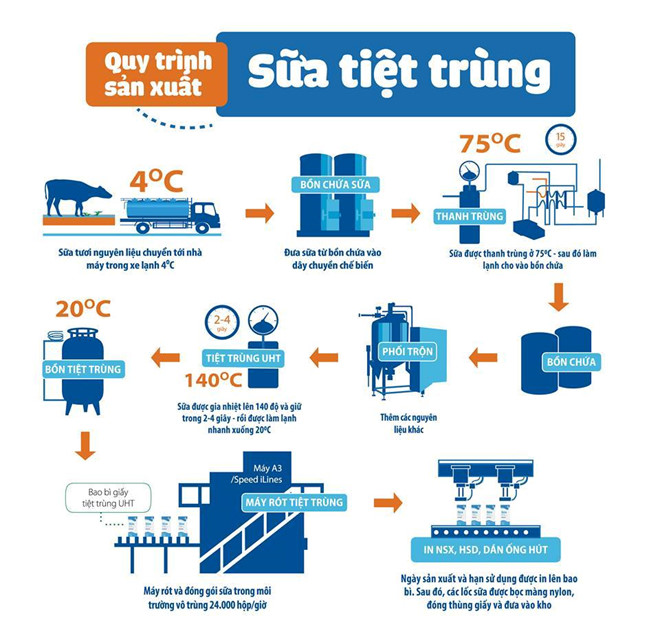 Quy trình
sản xuất
Sữa tiệt trùng
4ºC
Sữa tươi nguyên liệu chuyển tới nhà
máy trong xe lạnh 4ºC
BỒN CHỨA SỮA
Đưa sữa từ bồn chứa vào
dây chuyền chế biến
75ºC
15
giây
THANH TRÙNG
Sữa được thanh trùng ở 75ºC - sau đó làm
lạnh cho vào bồn chứa
BỒN CHỨA
PHỐI TRỘN
Thêm các nguyên
liệu khác
2-4
giây
TIỆT TRÙNG UHT
140ºC
Sữa được gia nhiệt lên 140 độ và giữ
trong 2-4 giây - rồi được làm lạnh
nhanh xuống 20ºC
20ºC
BỒN TIỆT TRÙNG
Bao bì giấy
tiệt trùng UHT
Máy A3
/Speed iLines
MÁY RÓT TIỆT TRÙNG
Máy rót và đóng gói sữa trong môi
trường vô trùng 24.000 hộp/giờ
IN NSX, HSD, DÁN ỐNG HÚT
Ngày sản xuất và hạn sử dụng được in lên bao
bì. Sau đó, các lốc sữa được bọc màng nylon,
đóng thùng giấy và đưa vào kho